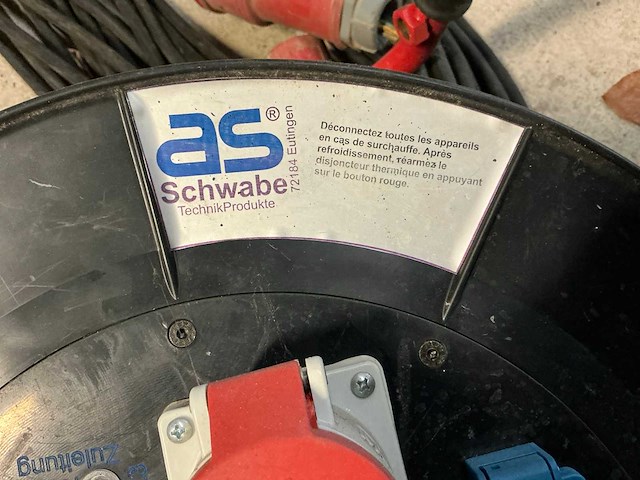 as®
Schwabe
TechnikProdukte
72184 Eutingen
Déconnectez toutes les appareils
en cas de surchauffe. Après
refroidissement, réarmez le
disjoncteur thermique en appuyant
sur le bouton rouge.
Zuleitung